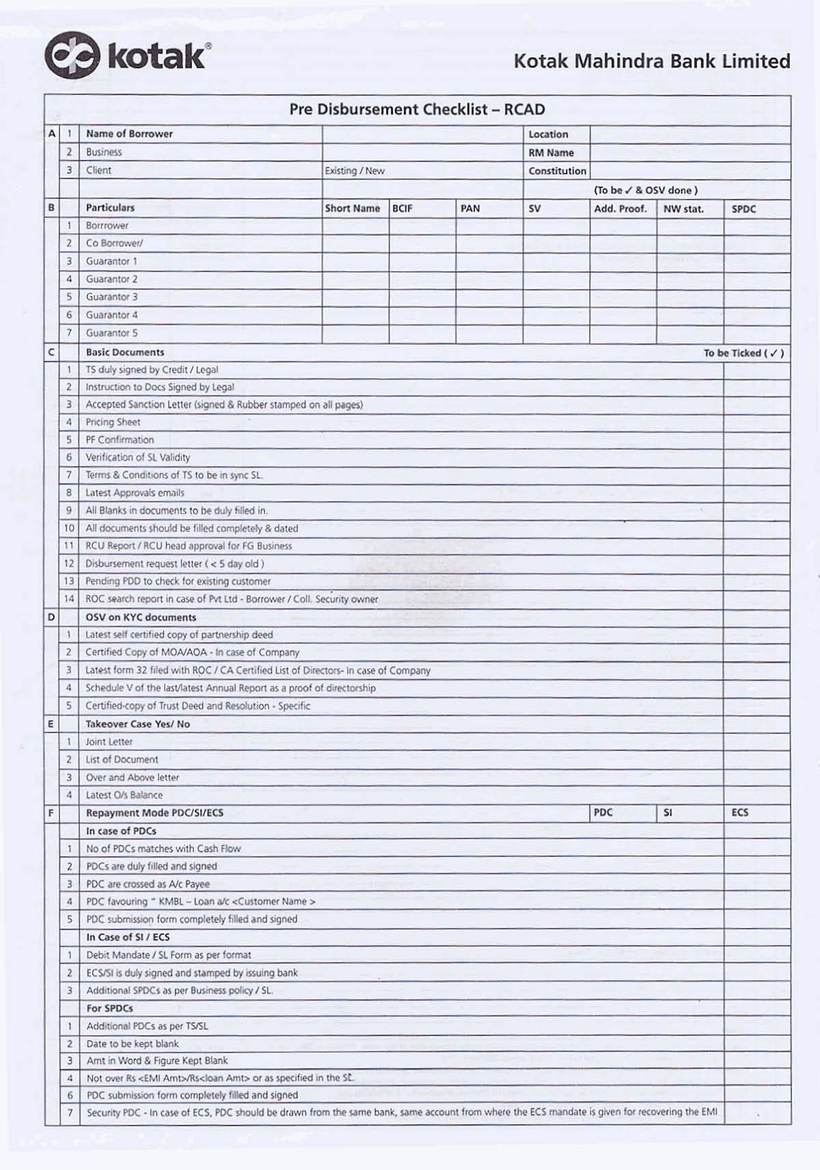 kotak®
Kotak Mahindra Bank Limited
Pre Disbursement Checklist – RCAD
A 1 Name of Borrower Location
2 Business RM Name
3 Client Existing / New Constitution
(To be ✓ & OSV done )
B Particulars Short Name BCIF PAN SV Add. Proof. NW stat. SPDC
1 Borrrower
2 Co Borrower/
3 Guarantor 1
4 Guarantor 2
5 Guarantor 3
6 Guarantor 4
7 Guarantor 5
C Basic Documents To be Ticked ( ✓ )
1 TS duly signed by Credit / Legal
2 Instruction to Docs Signed by Legal
3 Accepted Sanction Letter (signed & Rubber stamped on all pages)
4 Pricing Sheet
5 PF Confirmation
6 Verification of SL Validity
7 Terms & Conditions of TS to be in sync SL.
8 Latest Approvals emails
9 All Blanks in documents to be duly filled in.
10 All documents should be filled completely & dated
11 RCU Report / RCU head approval for FG Business
12 Disbursement request letter ( < 5 day old )
13 Pending PDD to check for existing customer
14 ROC search report in case of Pvt Ltd - Borrower / Coll. Security owner
D OSV on KYC documents
1 Latest self certified copy of partnership deed
2 Certified Copy of MOA/AOA - In case of Company
3 Latest form 32 filed with ROC / CA Certified List of Directors- In case of Company
4 Schedule V of the last/latest Annual Report as a proof of directorship
5 Certified-copy of Trust Deed and Resolution - Specific
E Takeover Case Yes/ No
1 Joint Letter
2 List of Document
3 Over and Above letter
4 Latest O/s Balance
F Repayment Mode PDC/SI/ECS PDC SI ECS
In case of PDCs
1 No of PDCs matches with Cash Flow
2 PDCs are duly filled and signed
3 PDC are crossed as A/c Payee
4 PDC favouring " KMBL – Loan a/c <Customer Name >
5 PDC submission form completely filled and signed
In Case of SI / ECS
1 Debit Mandate / SL Form as per format
2 ECS/SI is duly signed and stamped by issuing bank
3 Additional SPDCs as per Business policy / SL.
For SPDCs
1 Additional PDCs as per TS/SL
2 Date to be kept blank
3 Amt in Word & Figure Kept Blank
4 Not over Rs <EMI Amt>/Rs<loan Amt> or as specified in the SL.
6 PDC submission form completely filled and signed
7 Security PDC - In case of ECS, PDC should be drawn from the same bank, same account from where the ECS mandate is given for recovering the EMI